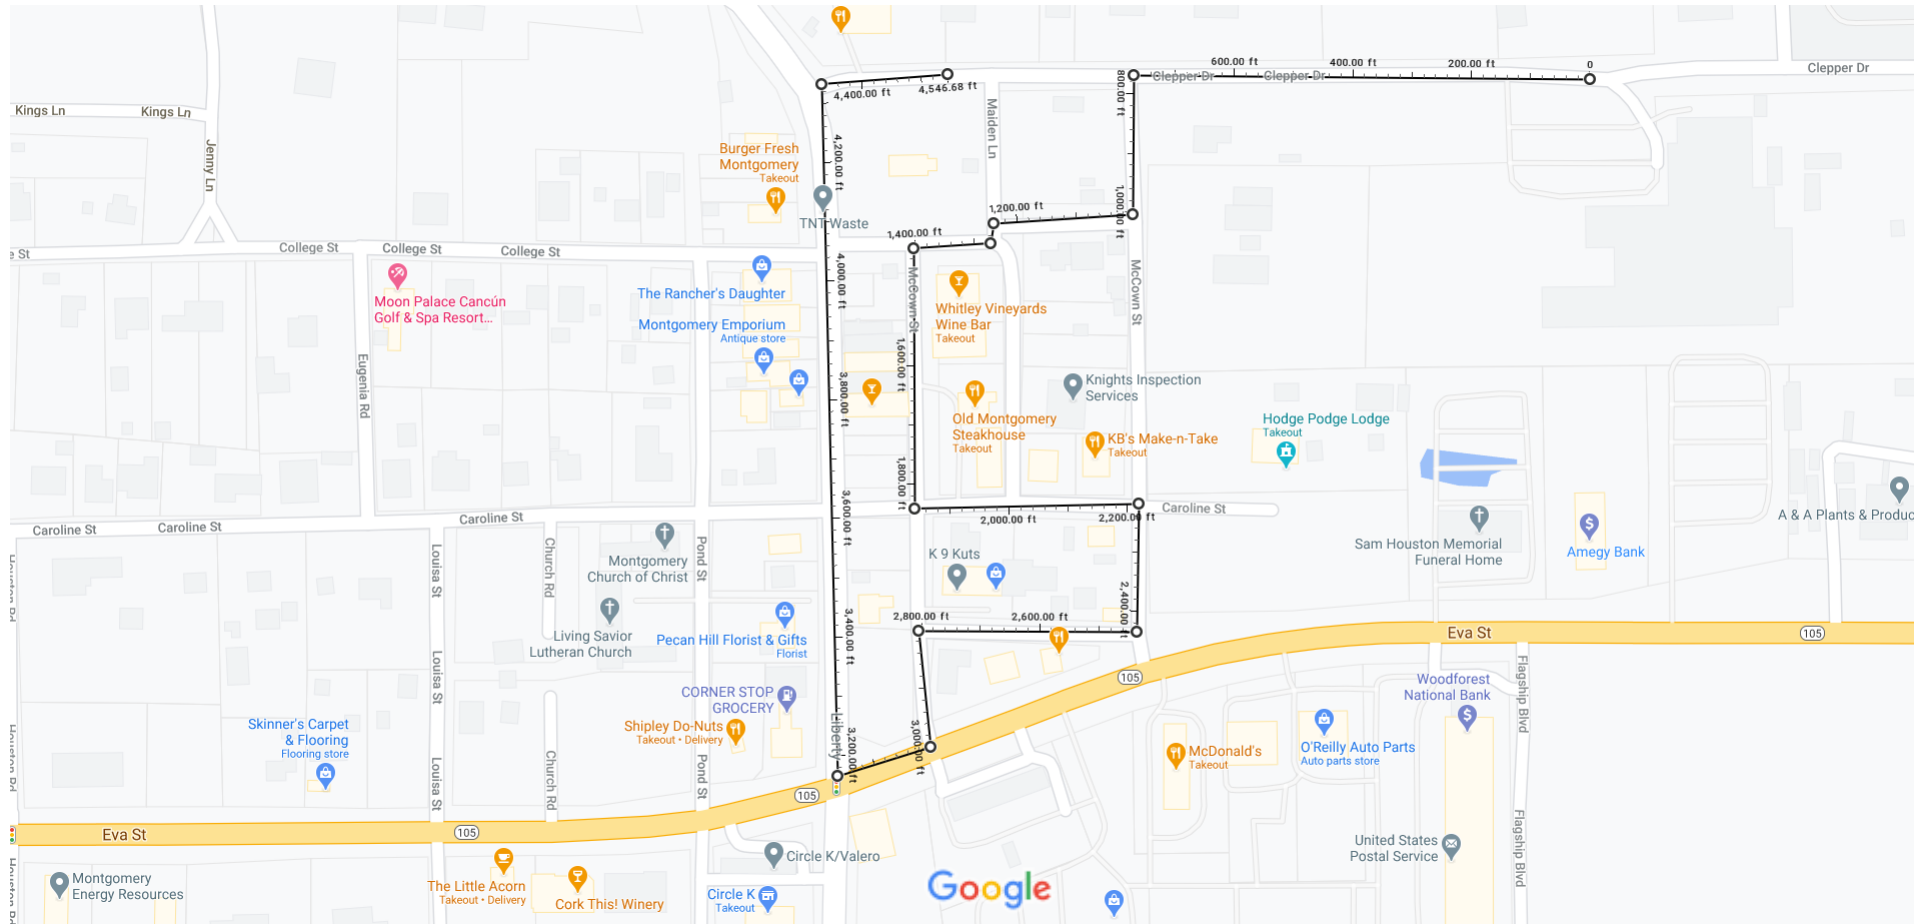 600.00 ft
400.00 ft
200.00 ft
0
Clepper Dr
Clepper Dr
Clepper Dr
800.00 ft
4,400.00 ft
4,546.68 ft
Kings Ln
Kings Ln
Jenny Ln
Maiden Ln
4,200.00 ft
Burger Fresh
Montgomery
Takeout
TNT Waste
1,000.00 ft
1,200.00 ft
1,400.00 ft
e St
College St
College St
College St
4,000.00 ft
McCown St
McCown St
Moon Palace Cancún
Golf & Spa Resort...
The Rancher's Daughter
Montgomery Emporium
Antique store
Whitley Vineyards
Wine Bar
Takeout
1,600.00 ft
Eugenia Rd
3,800.00 ft
Knights Inspection
Services
Old Montgomery
Steakhouse
Takeout
KB's Make-n-Take
Takeout
Hodge Podge Lodge
Takeout
1,800.00 ft
3,600.00 ft
2,000.00 ft
2,200.00 ft
Caroline St
Caroline St
Caroline St
Caroline St
A & A Plants & Produc
Sam Houston Memorial
Funeral Home
Amegy Bank
$
Houston Rd
Louisa St
Church Rd
Pond St
Montgomery
Church of Christ
K 9 Kuts
2,400.00 ft
2,600.00 ft
2,800.00 ft
3,400.00 ft
Living Savior
Lutheran Church
Pecan Hill Florist & Gifts
Florist
Eva St
105
105
Louisa St
CORNER STOP
GROCERY
Shipley Do-Nuts
Takeout • Delivery
Liberty
3,200.00 ft
3,000.00 ft
Woodforest
National Bank
$
Flagship Blvd
Skinner's Carpet
& Flooring
Flooring store
McDonald's
Takeout
O'Reilly Auto Parts
Auto parts store
Houston Rd
Louisa St
Church Rd
Pond St
105
Eva St
105
Flagship Blvd
Circle K/Valero
United States
Postal Service
Montgomery
Energy Resources
The Little Acorn
Takeout • Delivery
Cork This! Winery
Circle K
Takeout
Google
Houston Rd